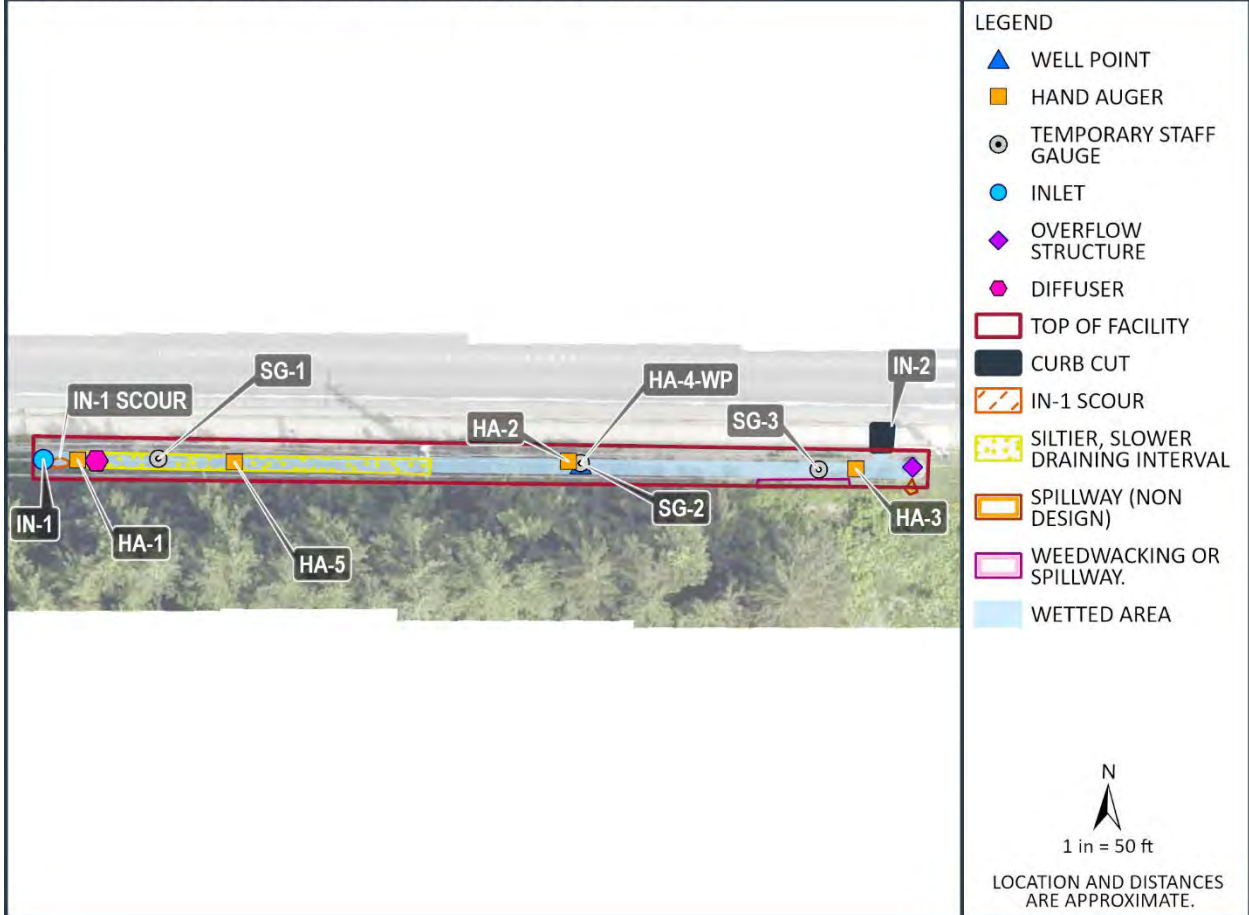 LEGEND
WELL POINT
HAND AUGER
TEMPORARY STAFF
GAUGE
INLET
OVERFLOW
STRUCTURE
DIFFUSER
TOP OF FACILITY
CURB CUT
IN-1 SCOUR
SILTIER, SLOWER
DRAINING INTERVAL
SPILLWAY (NON
DESIGN)
WEEDWACKING OR
SPILLWAY.
WETTED AREA
N
1 in = 50 ft
LOCATION AND DISTANCES
ARE APPROXIMATE.
IN-1 SCOUR
SG-1
HA-4-WP
IN-2
HA-2
SG-3
IN-1
HA-1
HA-5
SG-2
HA-3